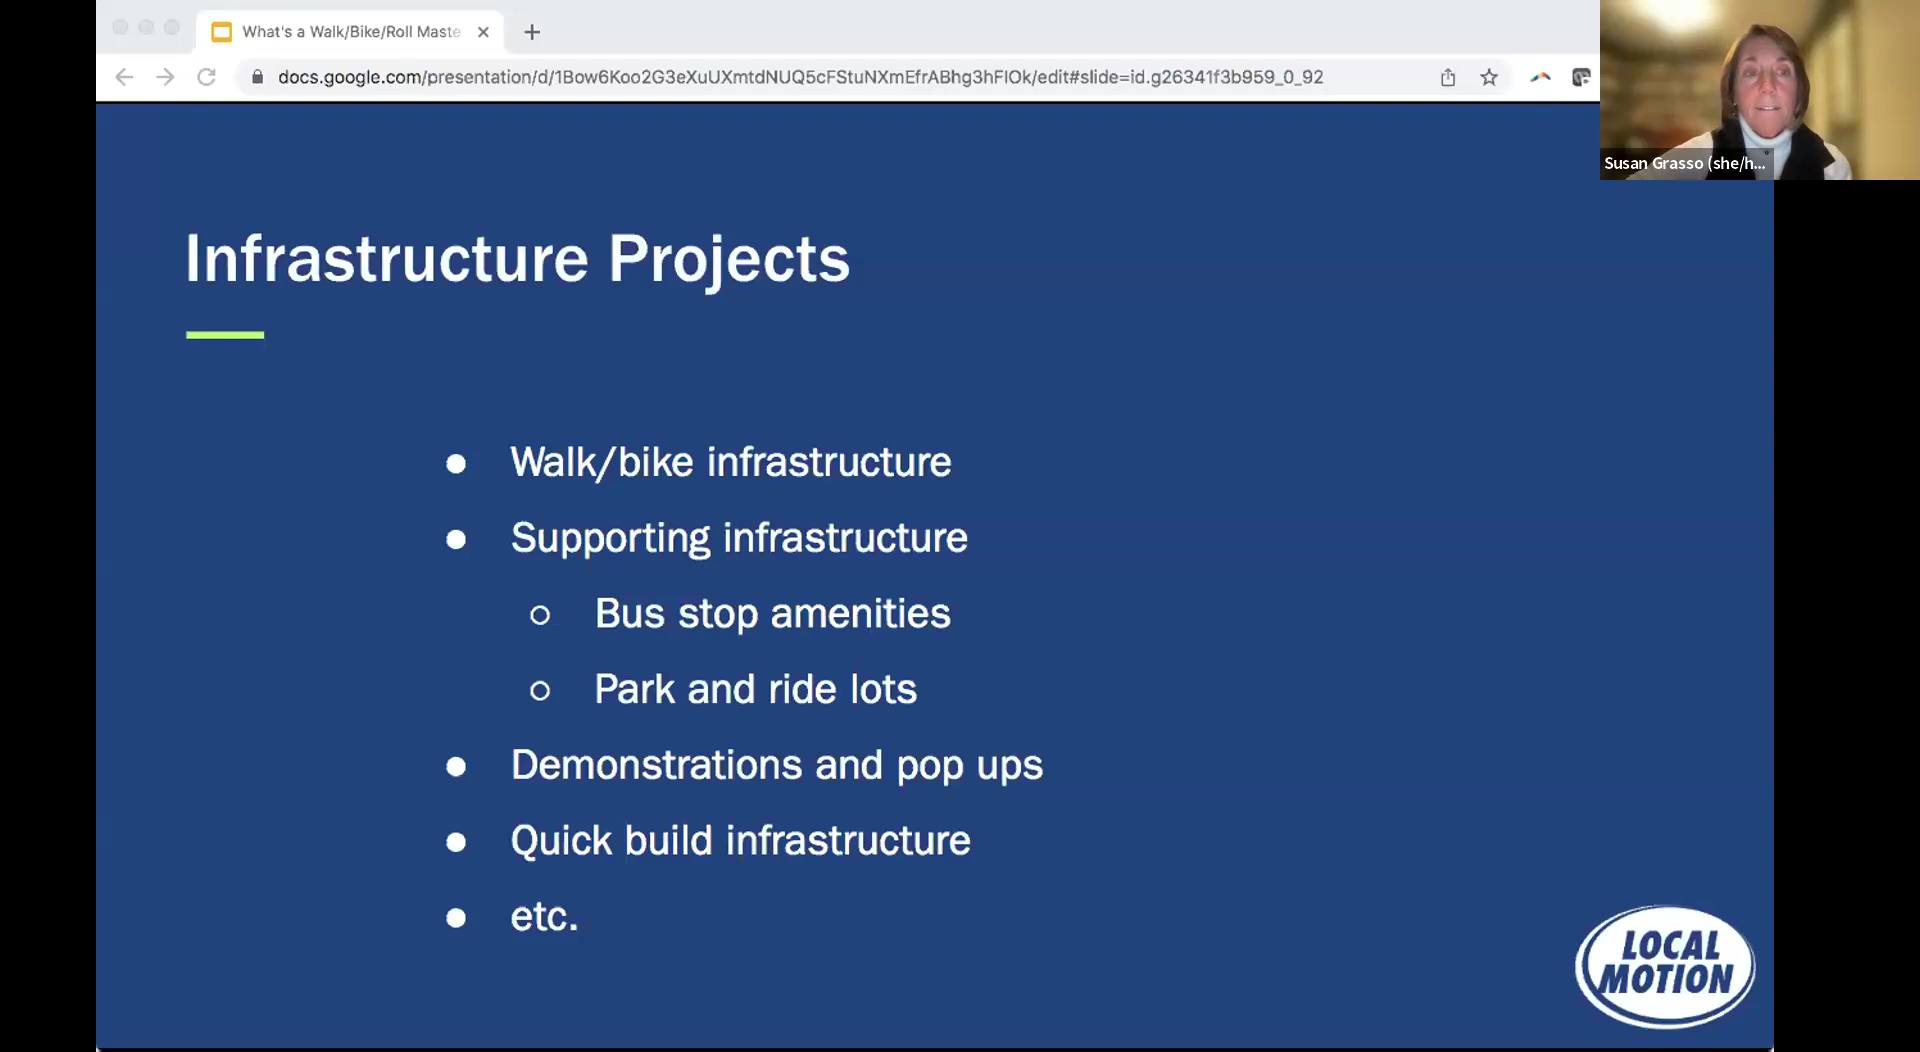 What's a Walk/Bike/Roll Maste
docs.google.com/presentation/d/1Bow6Koo2G3eXuUXmtdNUQ5cFStuNXmEfrABhg3hFIOk/edit#slide=id.g26341f3b959_0_92
Susan Grasso (she/h...
Infrastructure Projects
● Walk/bike infrastructure
● Supporting infrastructure
○ Bus stop amenities
○ Park and ride lots
● Demonstrations and pop ups
● Quick build infrastructure
● etc.
LOCAL
MOTION